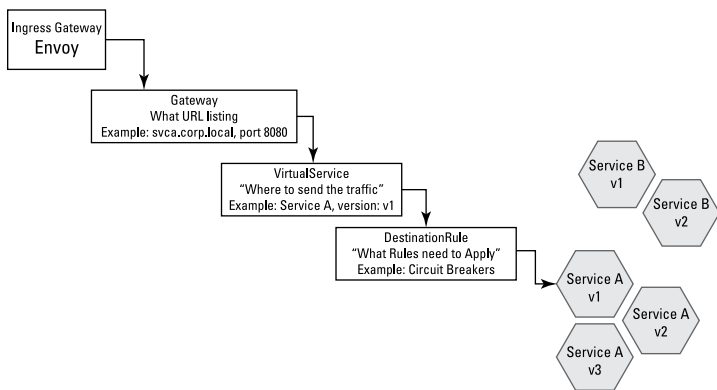 Ingress Gateway
Envoy
Gateway
What URL listing
Example: svca.corp.local, port 8080
VirtualService
“Where to send the traffic”
Example: Service A, version: v1
DestinationRule
“What Rules need to Apply”
Example: Circuit Breakers
Service B
v1
Service B
v2
Service A
v1
Service A
v2
Service A
v3